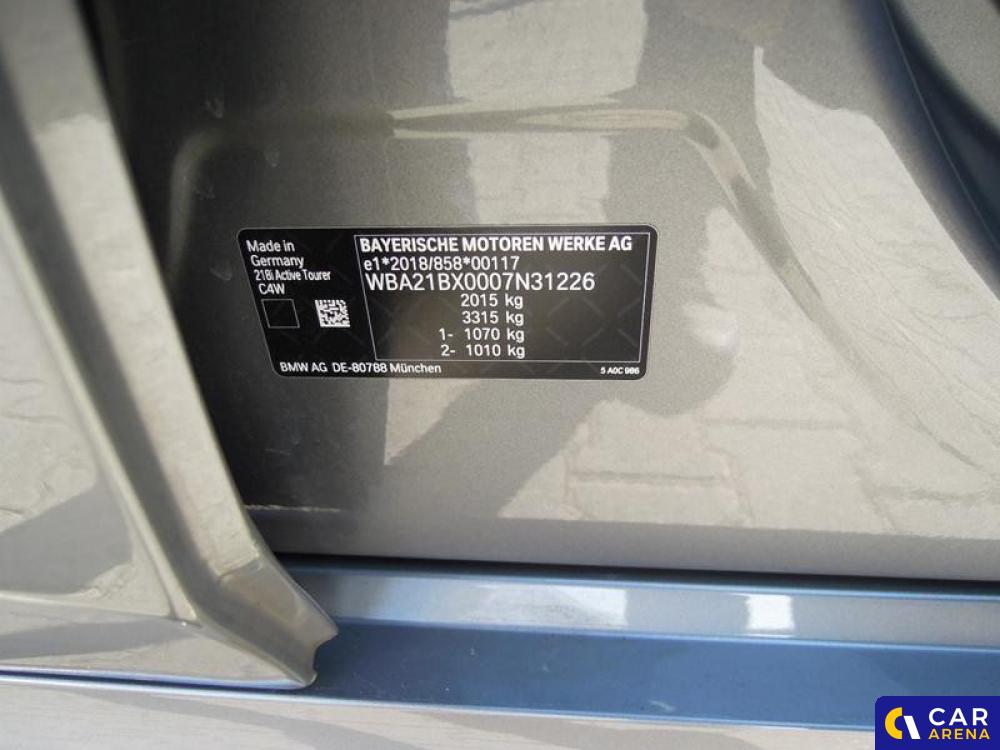 Made in
Germany
218i Active Tourer
C4W
BAYERISCHE MOTOREN WERKE AG
e1*2018/858*00117
WBA21BX0007N31226
2015 kg
3315 kg
1- 1070 kg
2- 1010 kg
BMW AG DE-80788 München
5 A0C 986
CAR
ARENA